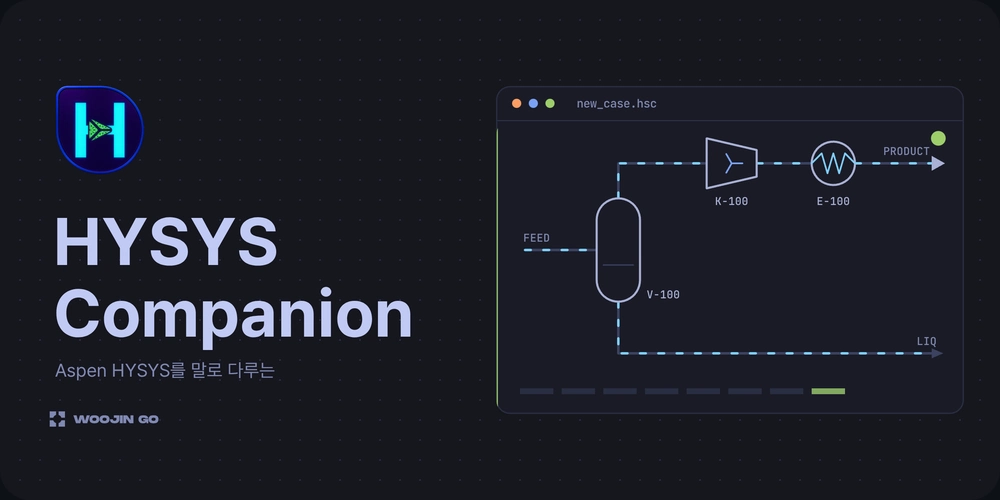 H
HYSYS
Companion
Aspen HYSYS를 말로 다루는
WOOJIN GO
new_case.hsc
PRODUCT
K-100
E-100
FEED
V-100
LIQ